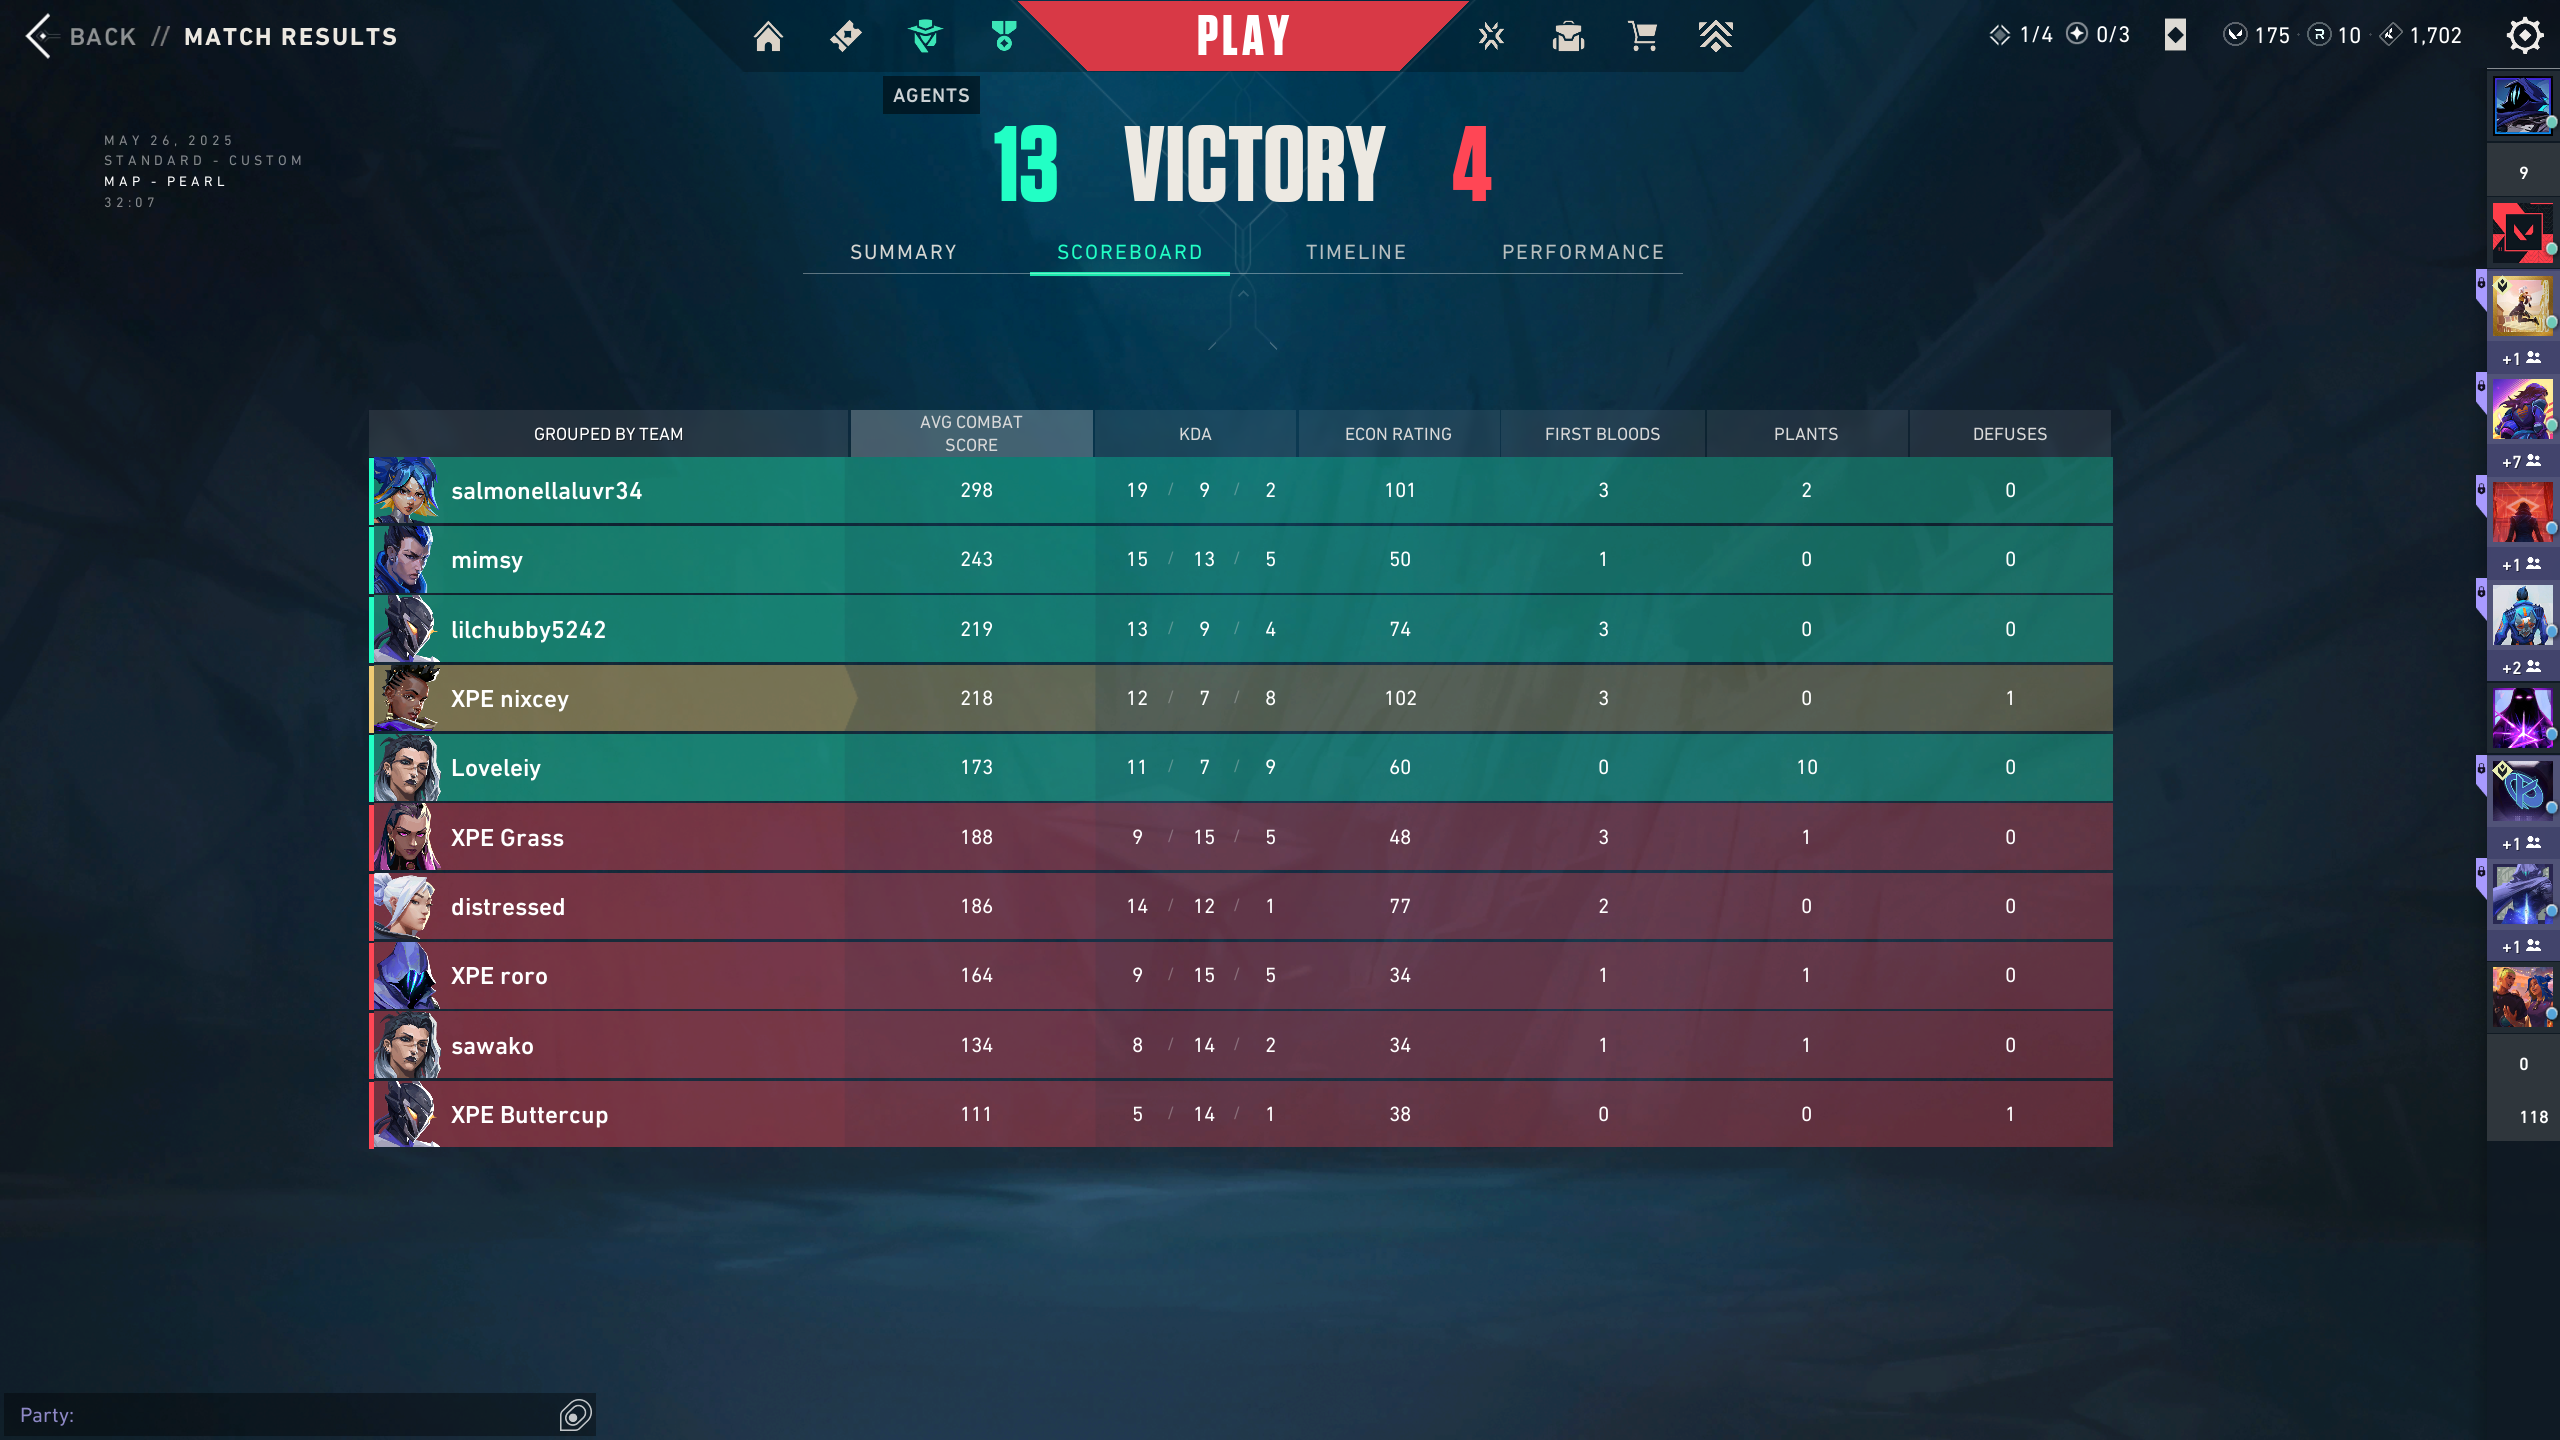 BACK // MATCH RESULTS
PLAY
1/4 0/3 175 R 10 1,702
AGENTS
MAY 26, 2025
STANDARD - CUSTOM
MAP - PEARL
32:07
13 VICTORY 4
SUMMARY SCOREBOARD TIMELINE PERFORMANCE
GROUPED BY TEAM AVG COMBAT SCORE KDA ECON RATING FIRST BLOODS PLANTS DEFUSES
salmonellaluvr34 298 19 / 9 / 2 101 3 2 0
mimsy 243 15 / 13 / 5 50 1 0 0
lilchubby5242 219 13 / 9 / 4 74 3 0 0
XPE nixcey 218 12 / 7 / 8 102 3 0 1
Loveleiy 173 11 / 7 / 9 60 0 10 0
XPE Grass 188 9 / 15 / 5 48 3 1 0
distressed 186 14 / 12 / 1 77 2 0 0
XPE roro 164 9 / 15 / 5 34 1 1 0
sawako 134 8 / 14 / 2 34 1 1 0
XPE Buttercup 111 5 / 14 / 1 38 0 0 1
9
+1
+7
+1
+2
+1
+1
0
118
Party: